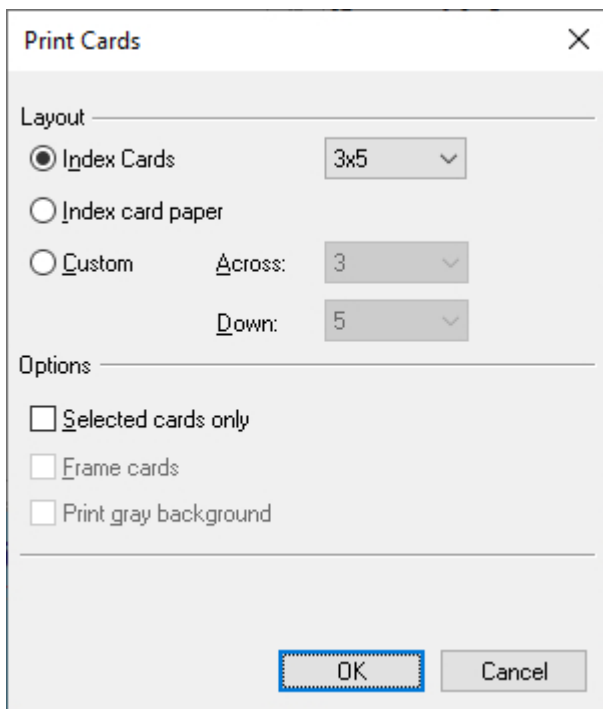 Print Cards
Layout
Index Cards 3x5
Index card paper
Custom Across: 3
Down: 5
Options
Selected cards only
Frame cards
Print gray background
OK Cancel